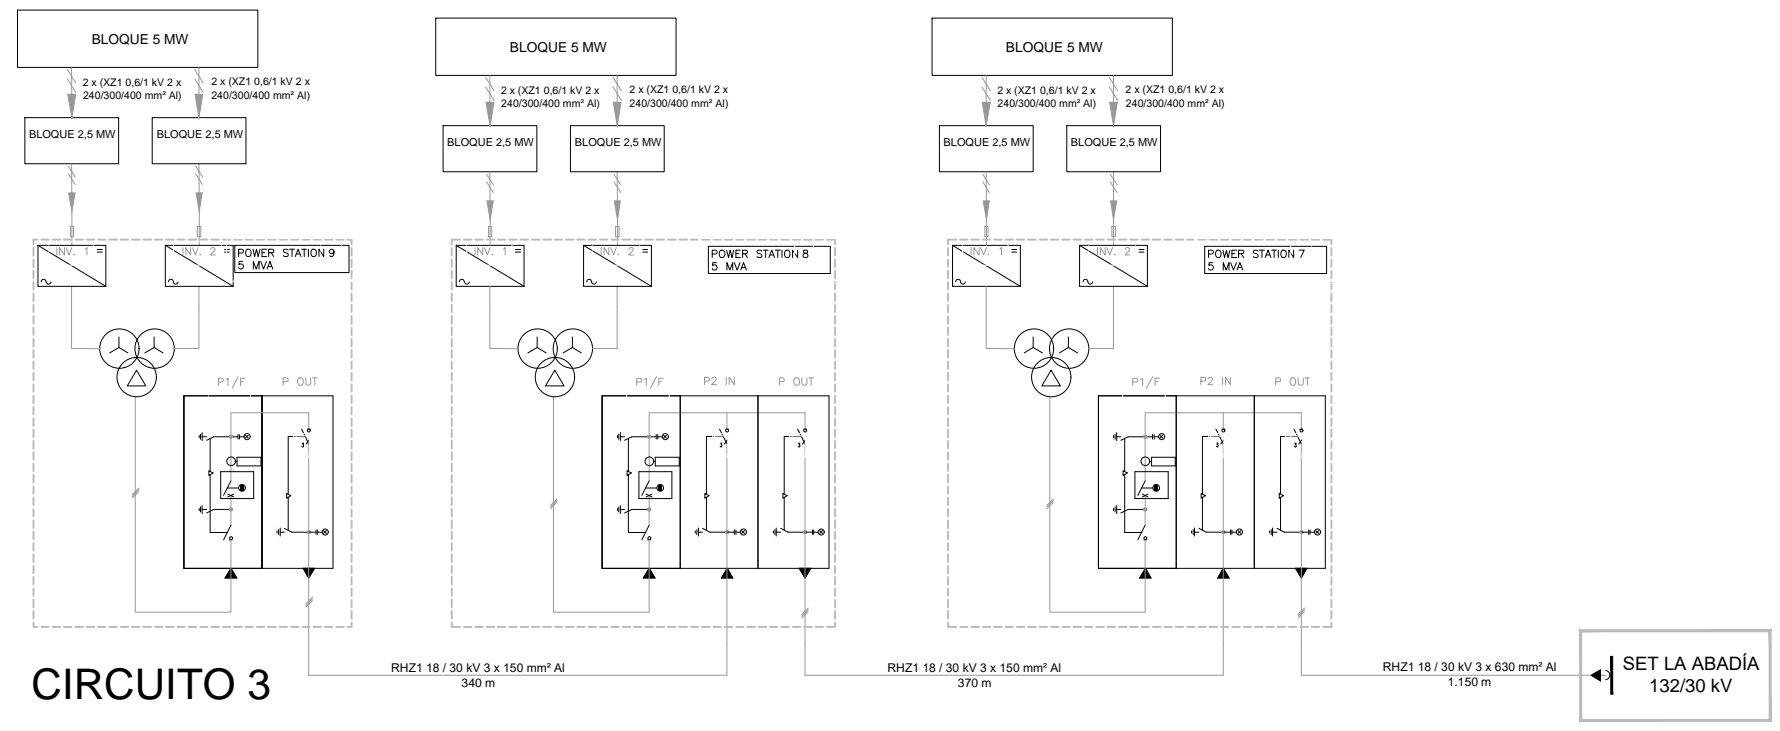 BLOQUE 5 MW
2 x (XZ1 0,6/1 kV 2 x
240/300/400 mm² Al)
2 x (XZ1 0,6/1 kV 2 x
240/300/400 mm² Al)
BLOQUE 2,5 MW
BLOQUE 2,5 MW
INV. 1 =
INV. 2 =
POWER STATION 9
5 MVA
P1/F
P OUT
BLOQUE 5 MW
2 x (XZ1 0,6/1 kV 2 x
240/300/400 mm² Al)
2 x (XZ1 0,6/1 kV 2 x
240/300/400 mm² Al)
BLOQUE 2,5 MW
BLOQUE 2,5 MW
INV. 1 =
INV. 2 =
POWER STATION 8
5 MVA
P1/F
P2 IN
P OUT
BLOQUE 5 MW
2 x (XZ1 0,6/1 kV 2 x
240/300/400 mm² Al)
2 x (XZ1 0,6/1 kV 2 x
240/300/400 mm² Al)
BLOQUE 2,5 MW
BLOQUE 2,5 MW
INV. 1 =
INV. 2 =
POWER STATION 7
5 MVA
P1/F
P2 IN
P OUT
RHZ1 18 / 30 kV 3 x 150 mm² Al
340 m
RHZ1 18 / 30 kV 3 x 150 mm² Al
370 m
RHZ1 18 / 30 kV 3 x 630 mm² Al
1.150 m
SET LA ABADÍA
132/30 kV
CIRCUITO 3